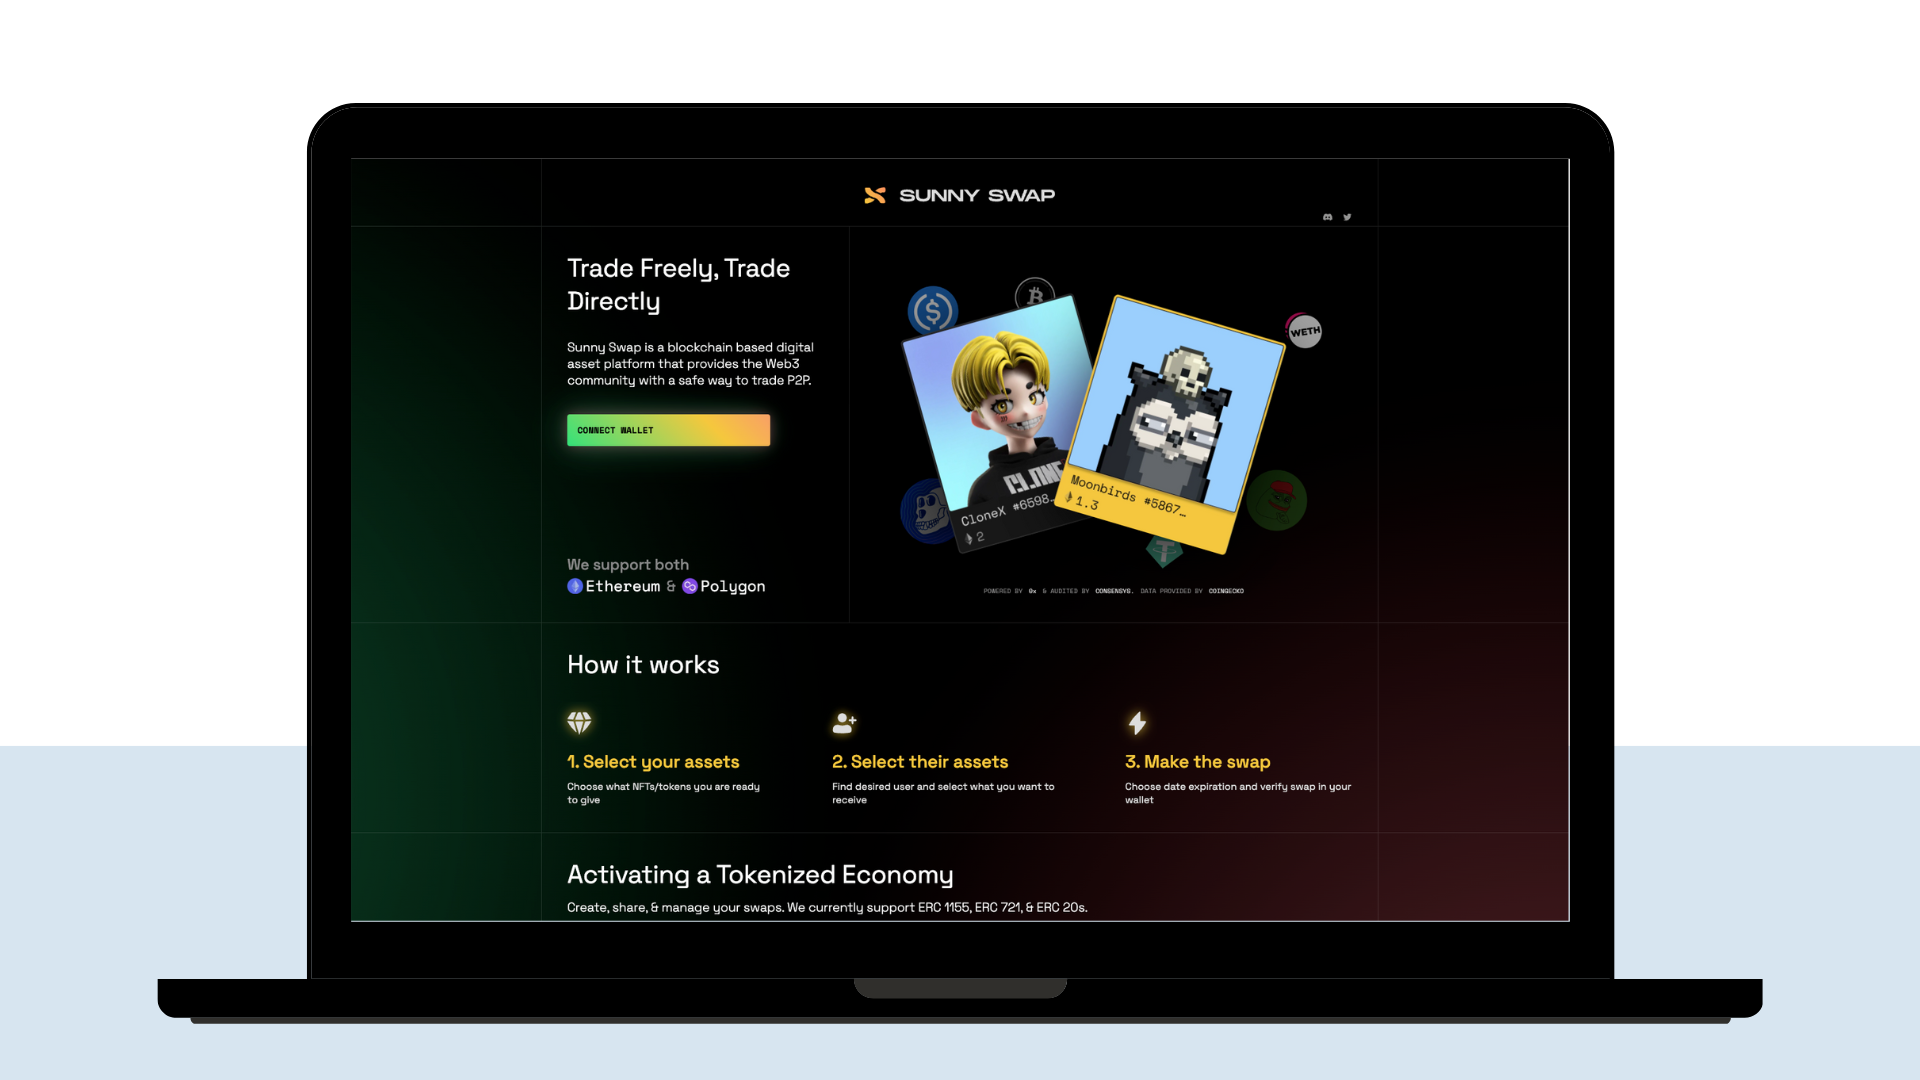 SUNNY SWAP
Trade Freely, Trade
Directly
Sunny Swap is a blockchain based digital
asset platform that provides the Web3
community with a safe way to trade P2P.
CONNECT WALLET
We support both
Ethereum & Polygon
WETH
CloneX #6598…
2
Moonbirds #5867…
1.3
POWERED BY 0x & AUDITED BY CONSENSYS. DATA PROVIDED BY COINGECKO
How it works
1. Select your assets
Choose what NFTs/tokens you are ready
to give
2. Select their assets
Find desired user and select what you want to
receive
3. Make the swap
Choose date expiration and verify swap in your
wallet
Activating a Tokenized Economy
Create, share, & manage your swaps. We currently support ERC 1155, ERC 721, & ERC 20s.